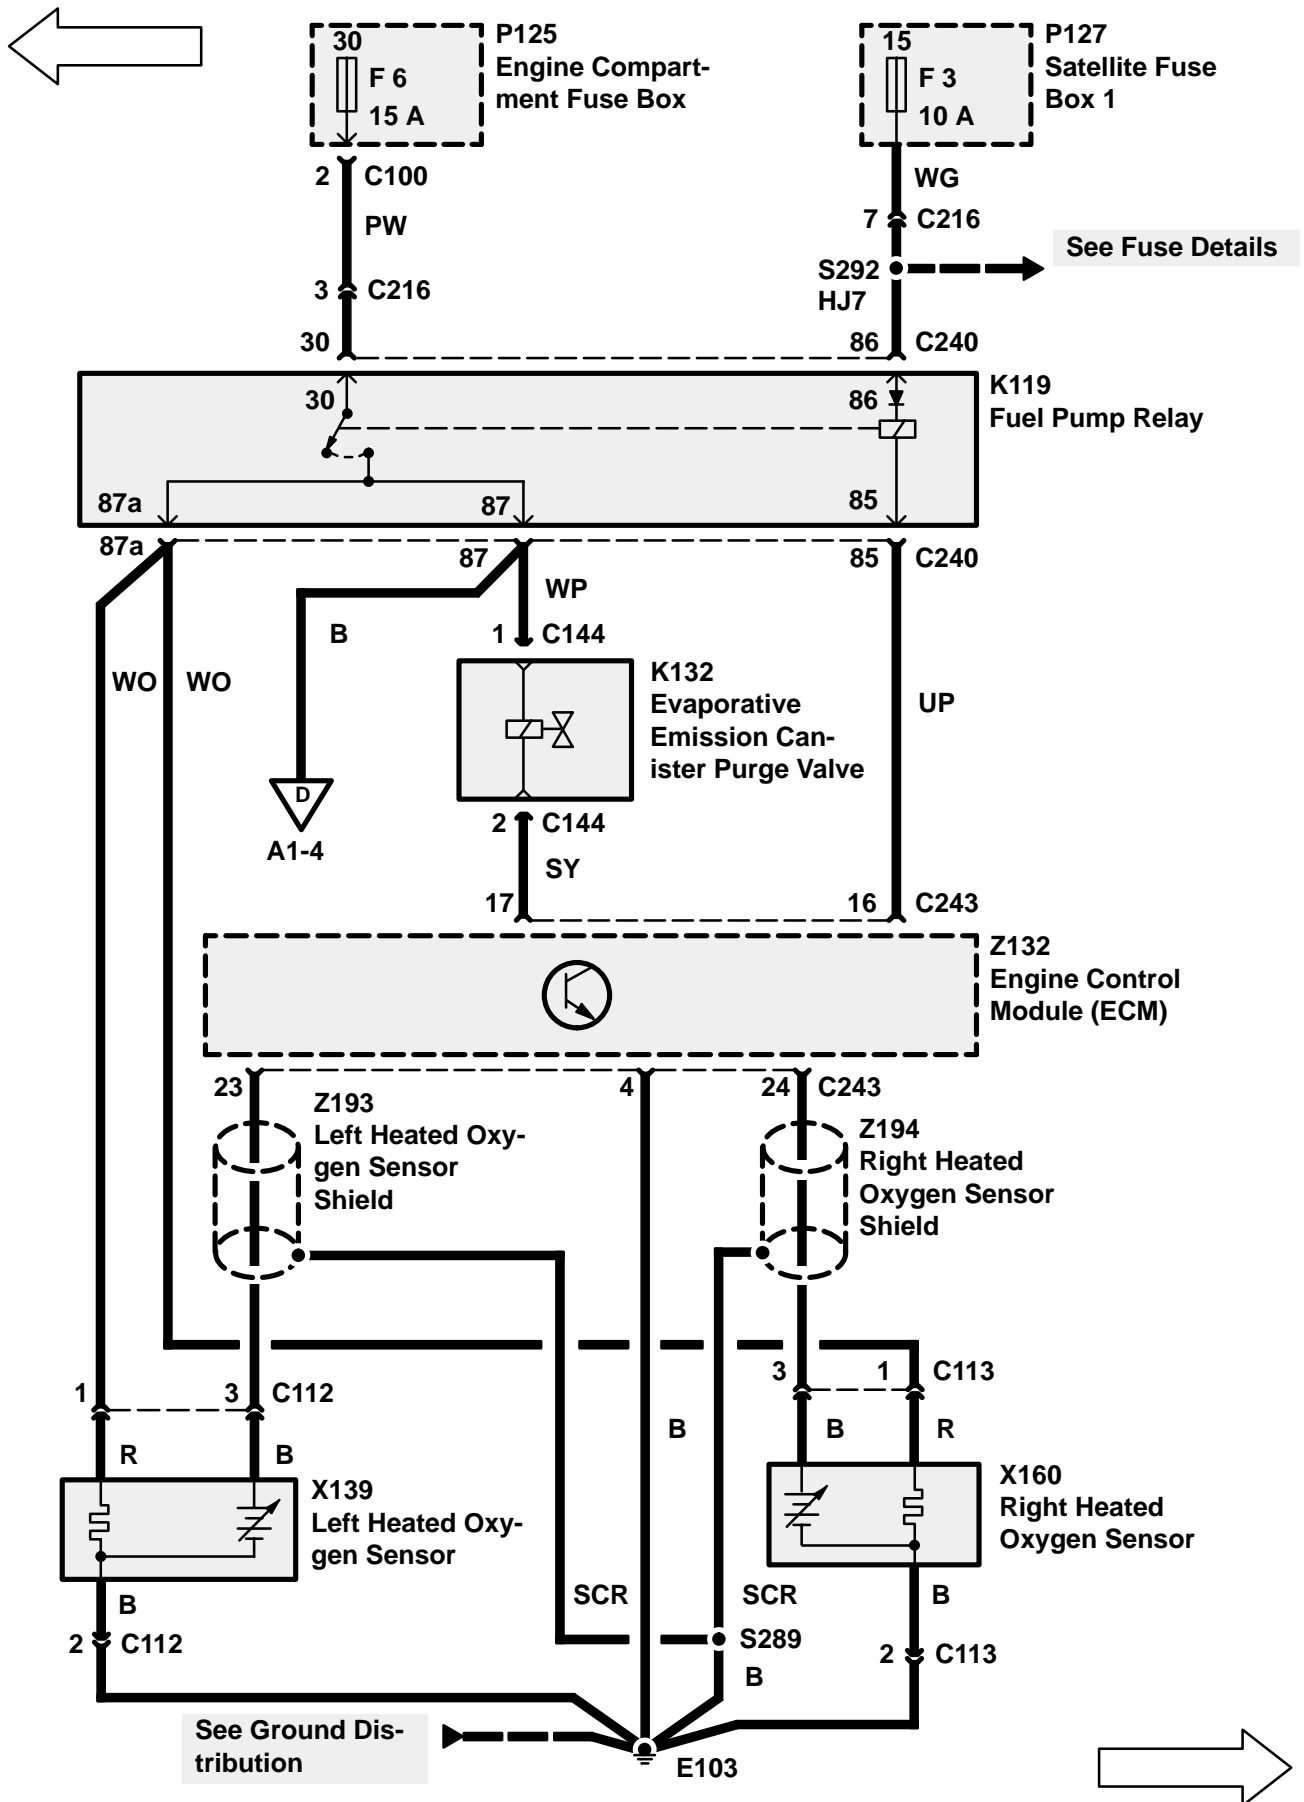 30
F 6
15 A
P125
Engine Compart-
ment Fuse Box
15
F 3
10 A
P127
Satellite Fuse
Box 1
2
C100
WG
PW
7
C216
See Fuse Details
S292
HJ7
3
C216
30
86
C240
K119
Fuel Pump Relay
30
86
87a
87
85
87a
87
85
C240
WP
B
1
C144
WO
WO
K132
Evaporative
Emission Can-
ister Purge Valve
UP
D
A1-4
2
C144
SY
17
16
C243
Z132
Engine Control
Module (ECM)
23
4
24
C243
Z193
Left Heated Oxy-
gen Sensor
Shield
Z194
Right Heated
Oxygen Sensor
Shield
3
1
C113
1
3
C112
B
B
R
R
B
X139
Left Heated Oxy-
gen Sensor
X160
Right Heated
Oxygen Sensor
B
SCR
SCR
B
2
C112
S289
2
C113
B
See Ground Dis-
tribution
E103